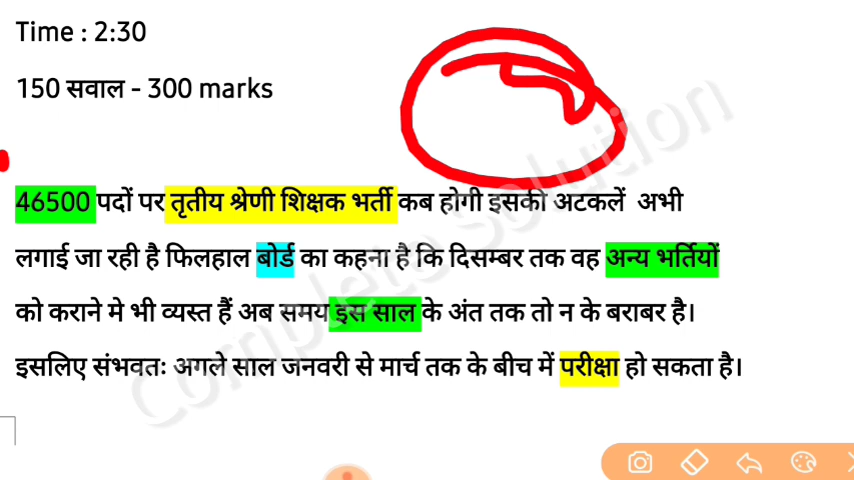 Time : 2:30
150 सवाल - 300 marks
46500 पदों पर तृतीय श्रेणी शिक्षक भर्ती कब होगी इसकी अटकलें अभी
लगाई जा रही है फिलहाल बोर्ड का कहना है कि दिसम्बर तक वह अन्य भर्तियों
को कराने मे भी व्यस्त हैं अब समय इस साल के अंत तक तो न के बराबर है।
इसलिए संभवतः अगले साल जनवरी से मार्च तक के बीच में परीक्षा हो सकता है।
Complete Solution